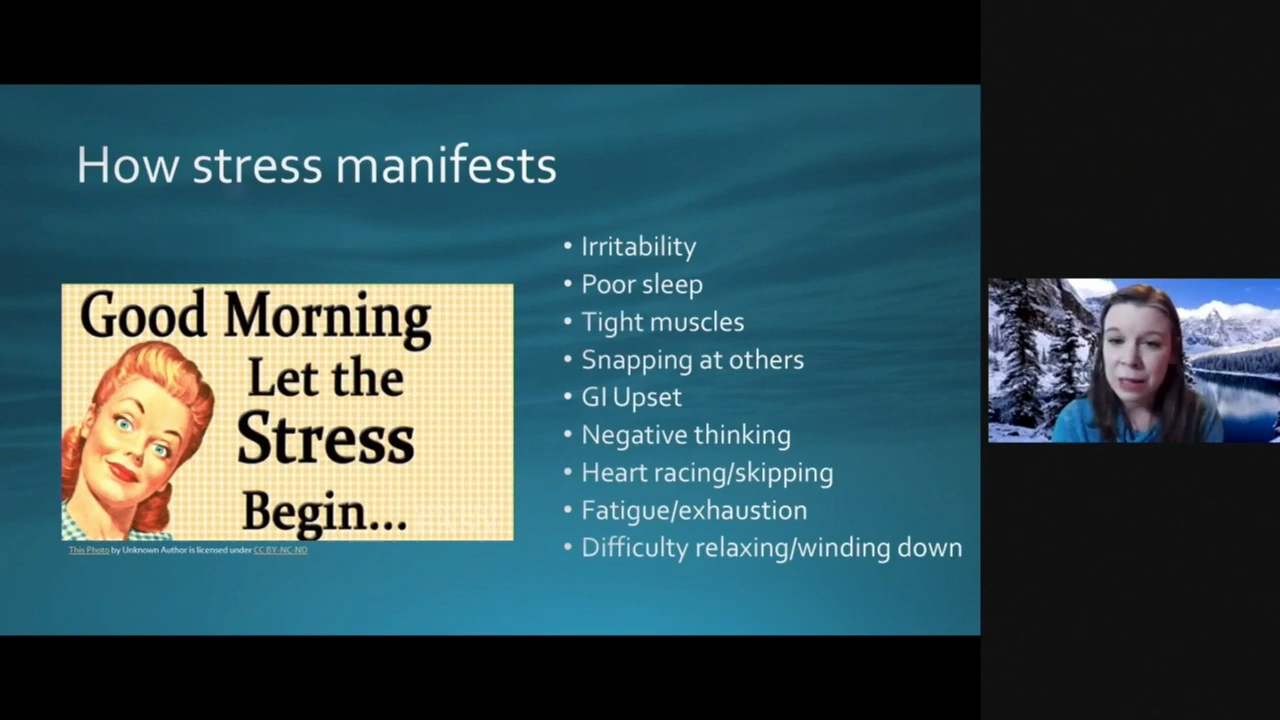 How stress manifests
Good Morning
Let the
Stress
Begin...
This Photo by Unknown Author is licensed under CC BY-NC-ND
• Irritability
• Poor sleep
• Tight muscles
• Snapping at others
• GI Upset
• Negative thinking
• Heart racing/skipping
• Fatigue/exhaustion
• Difficulty relaxing/winding down